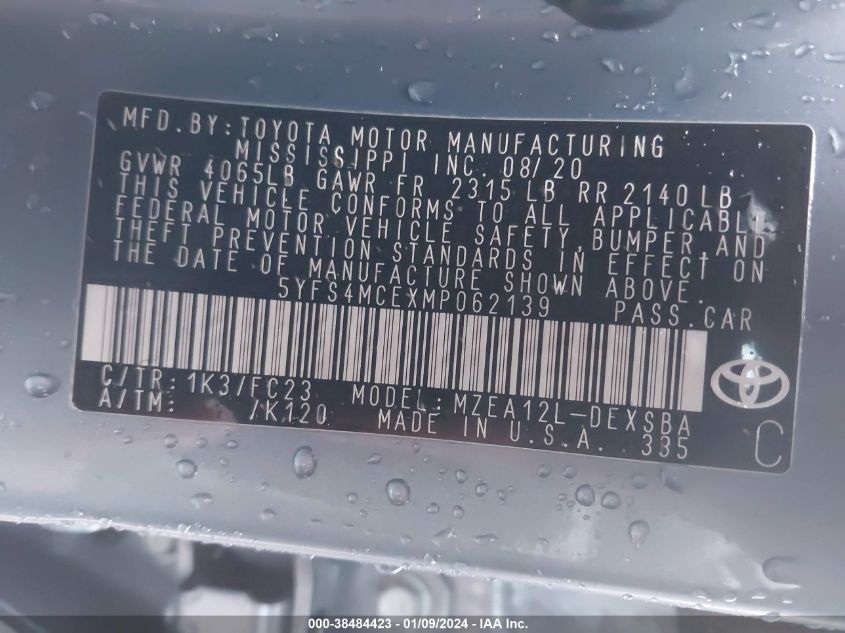 MFD.BY:TOYOTA MOTOR MANUFACTURING
MISSISSIPPI INC. 08/20
GVWR 4065LB GAWR FR 2315 LB RR 2140 LB
THIS VEHICLE CONFORMS TO ALL APPLICABLE
FEDERAL MOTOR VEHICLE SAFETY, BUMPER AND
THEFT PREVENTION STANDARDS IN EFFECT ON
THE DATE OF MANUFACTURE SHOWN ABOVE.
5YFS4MCEXMP062139 PASS.CAR
C/TR: 1K3/FC23 MODEL: MZEA12L-DEXSBA
A/TM: /K120 MADE IN U.S.A. 335
C
000-38484423 - 01/09/2024 - IAA Inc.